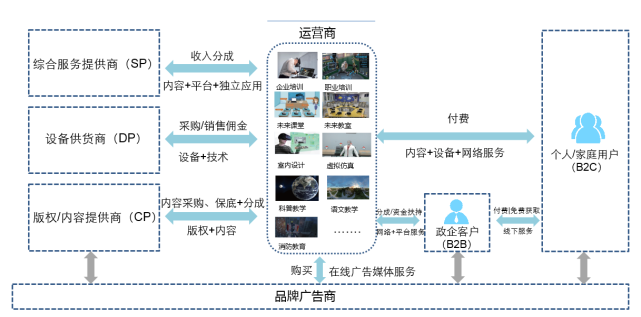 运营商
综合服务提供商（SP）
收入分成
内容+平台+独立应用
企业培训
职业培训
设备供货商（DP）
采购/销售佣金
设备+技术
未来课堂
未来教室
室内设计
虚拟仿真
付费
内容+设备+网络服务
个人/家庭用户
（B2C）
版权/内容提供商（CP）
内容采购、保底+分成
版权+内容
科普教学
语文教学
消防教育
.......
分成/资金扶持
网络+平台服务
政企客户
（B2B）
付费|免费获取
线下服务
购买
在线广告媒体服务
品牌广告商